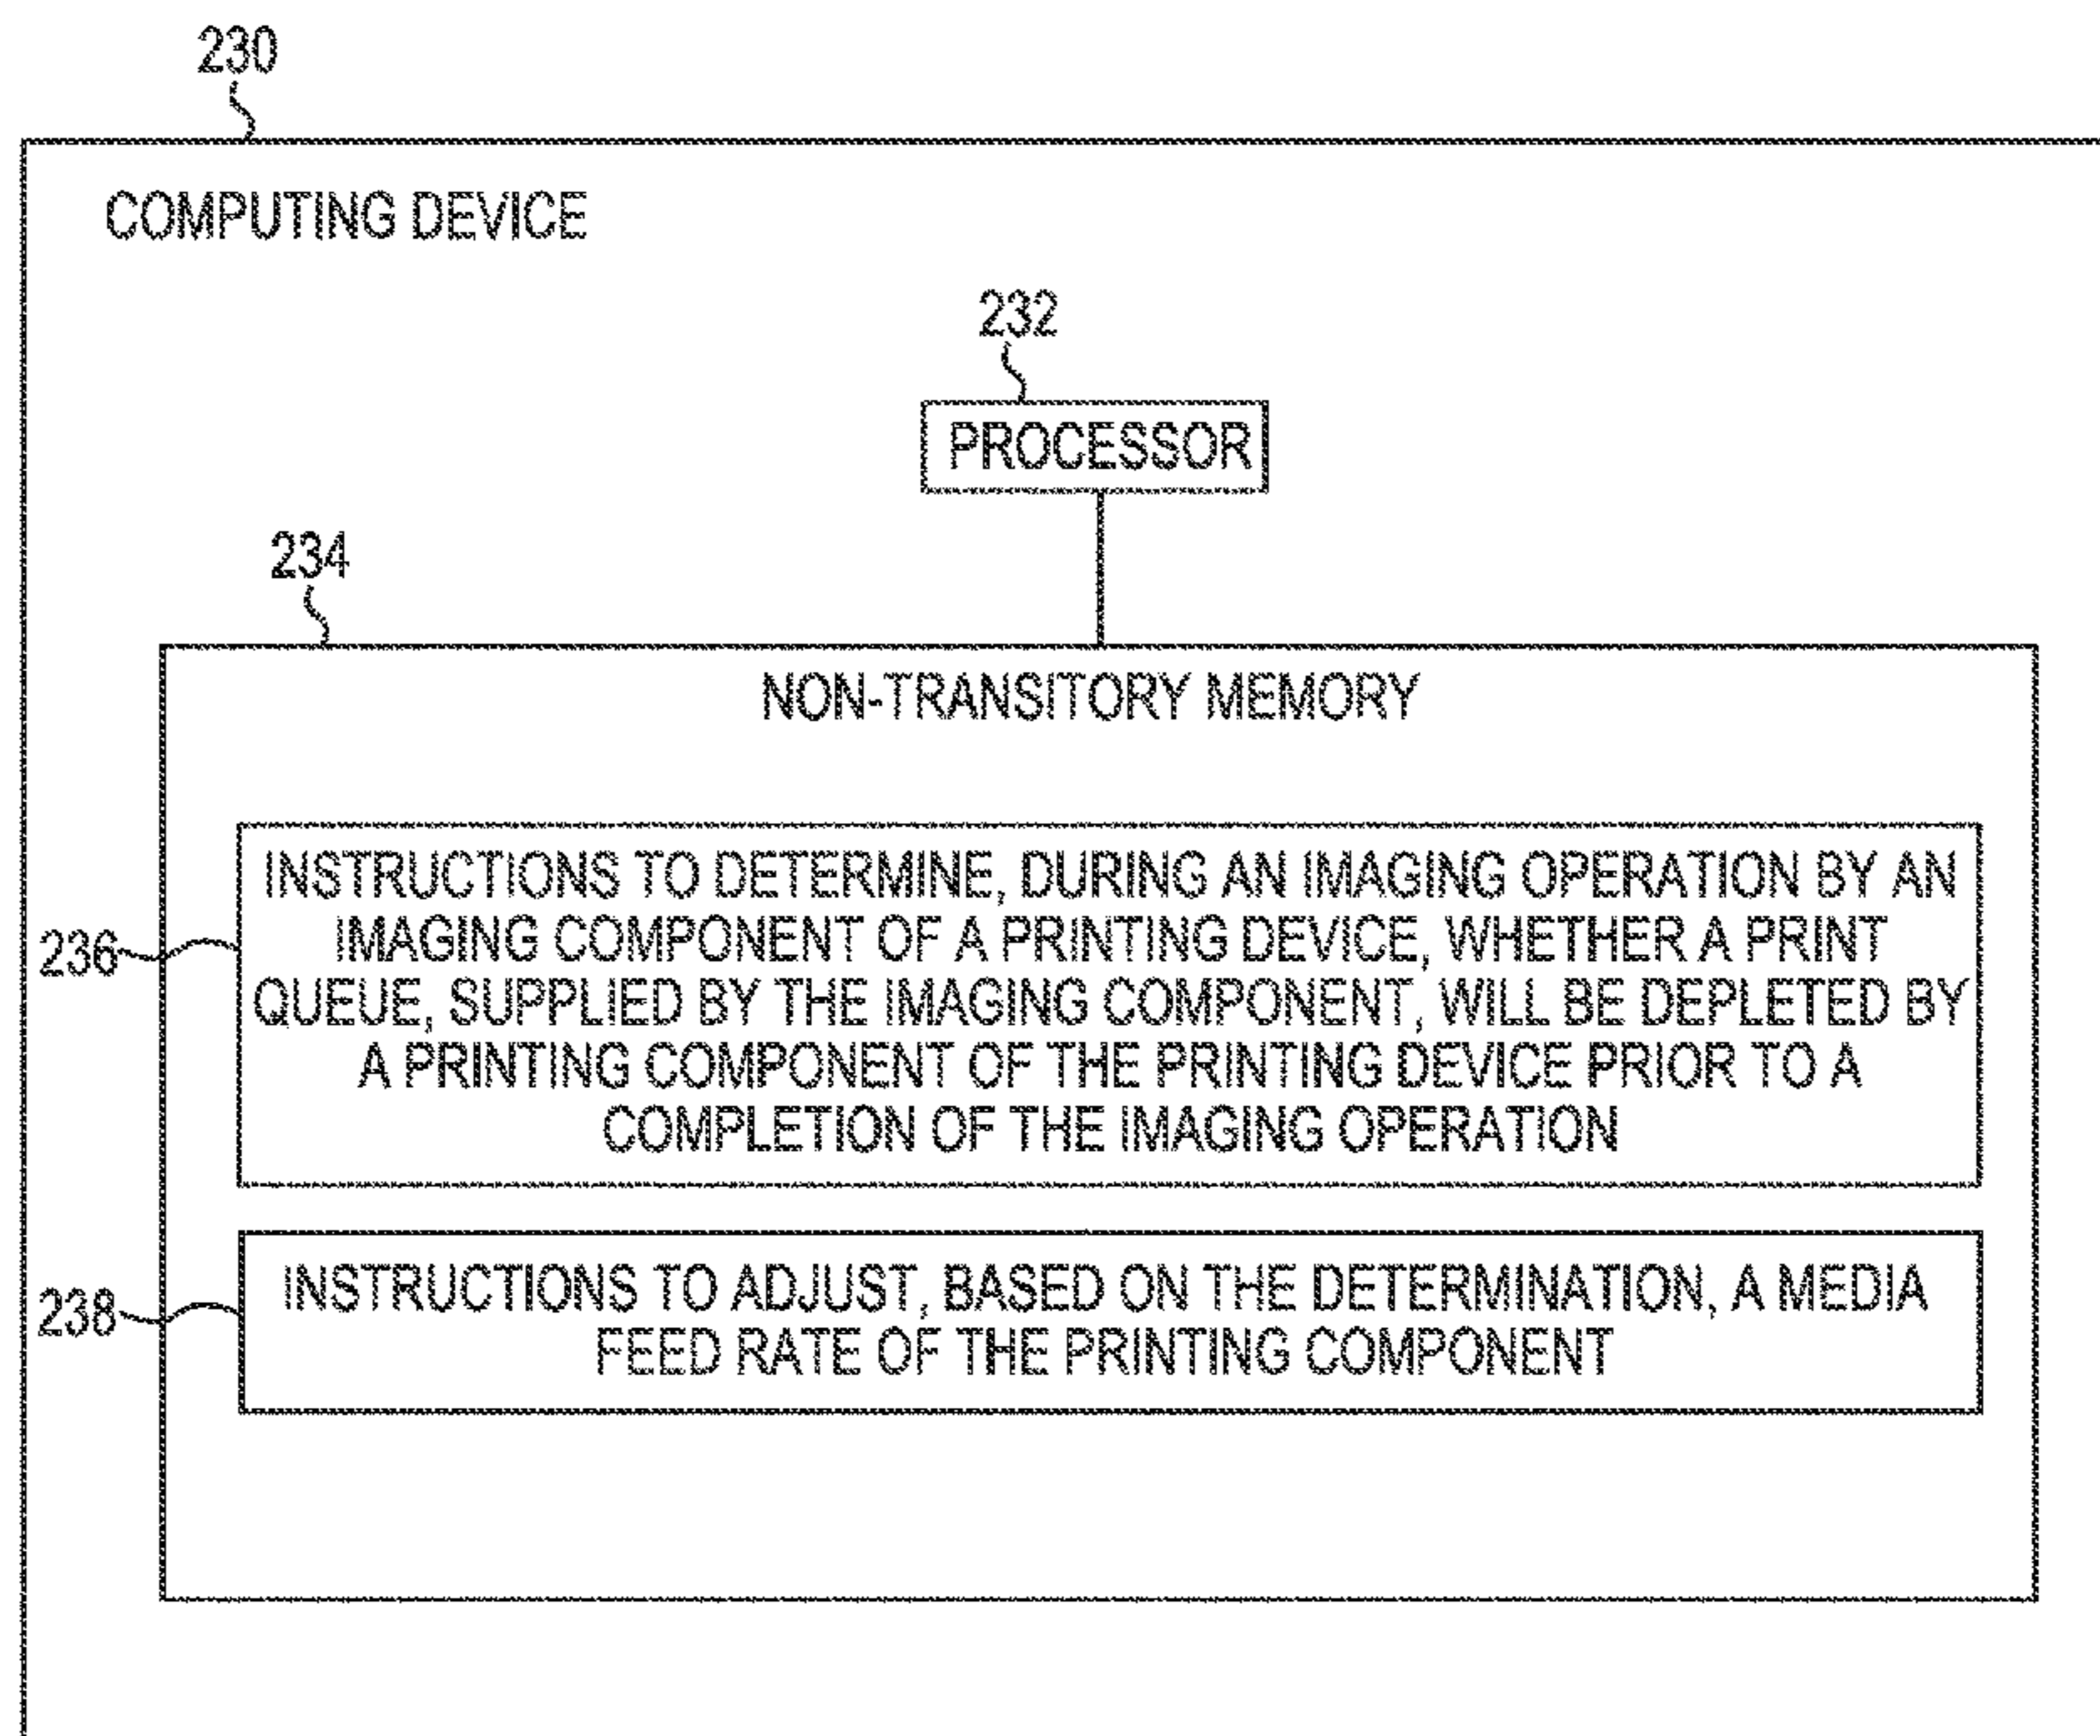 230
COMPUTING DEVICE
232
PROCESSOR
234
NON-TRANSITORY MEMORY
236
INSTRUCTIONS TO DETERMINE, DURING AN IMAGING OPERATION BY AN
IMAGING COMPONENT OF A PRINTING DEVICE, WHETHER A PRINT
QUEUE, SUPPLIED BY THE IMAGING COMPONENT, WILL BE DEPLETED BY
A PRINTING COMPONENT OF THE PRINTING DEVICE PRIOR TO A
COMPLETION OF THE IMAGING OPERATION
238
INSTRUCTIONS TO ADJUST, BASED ON THE DETERMINATION, A MEDIA
FEED RATE OF THE PRINTING COMPONENT